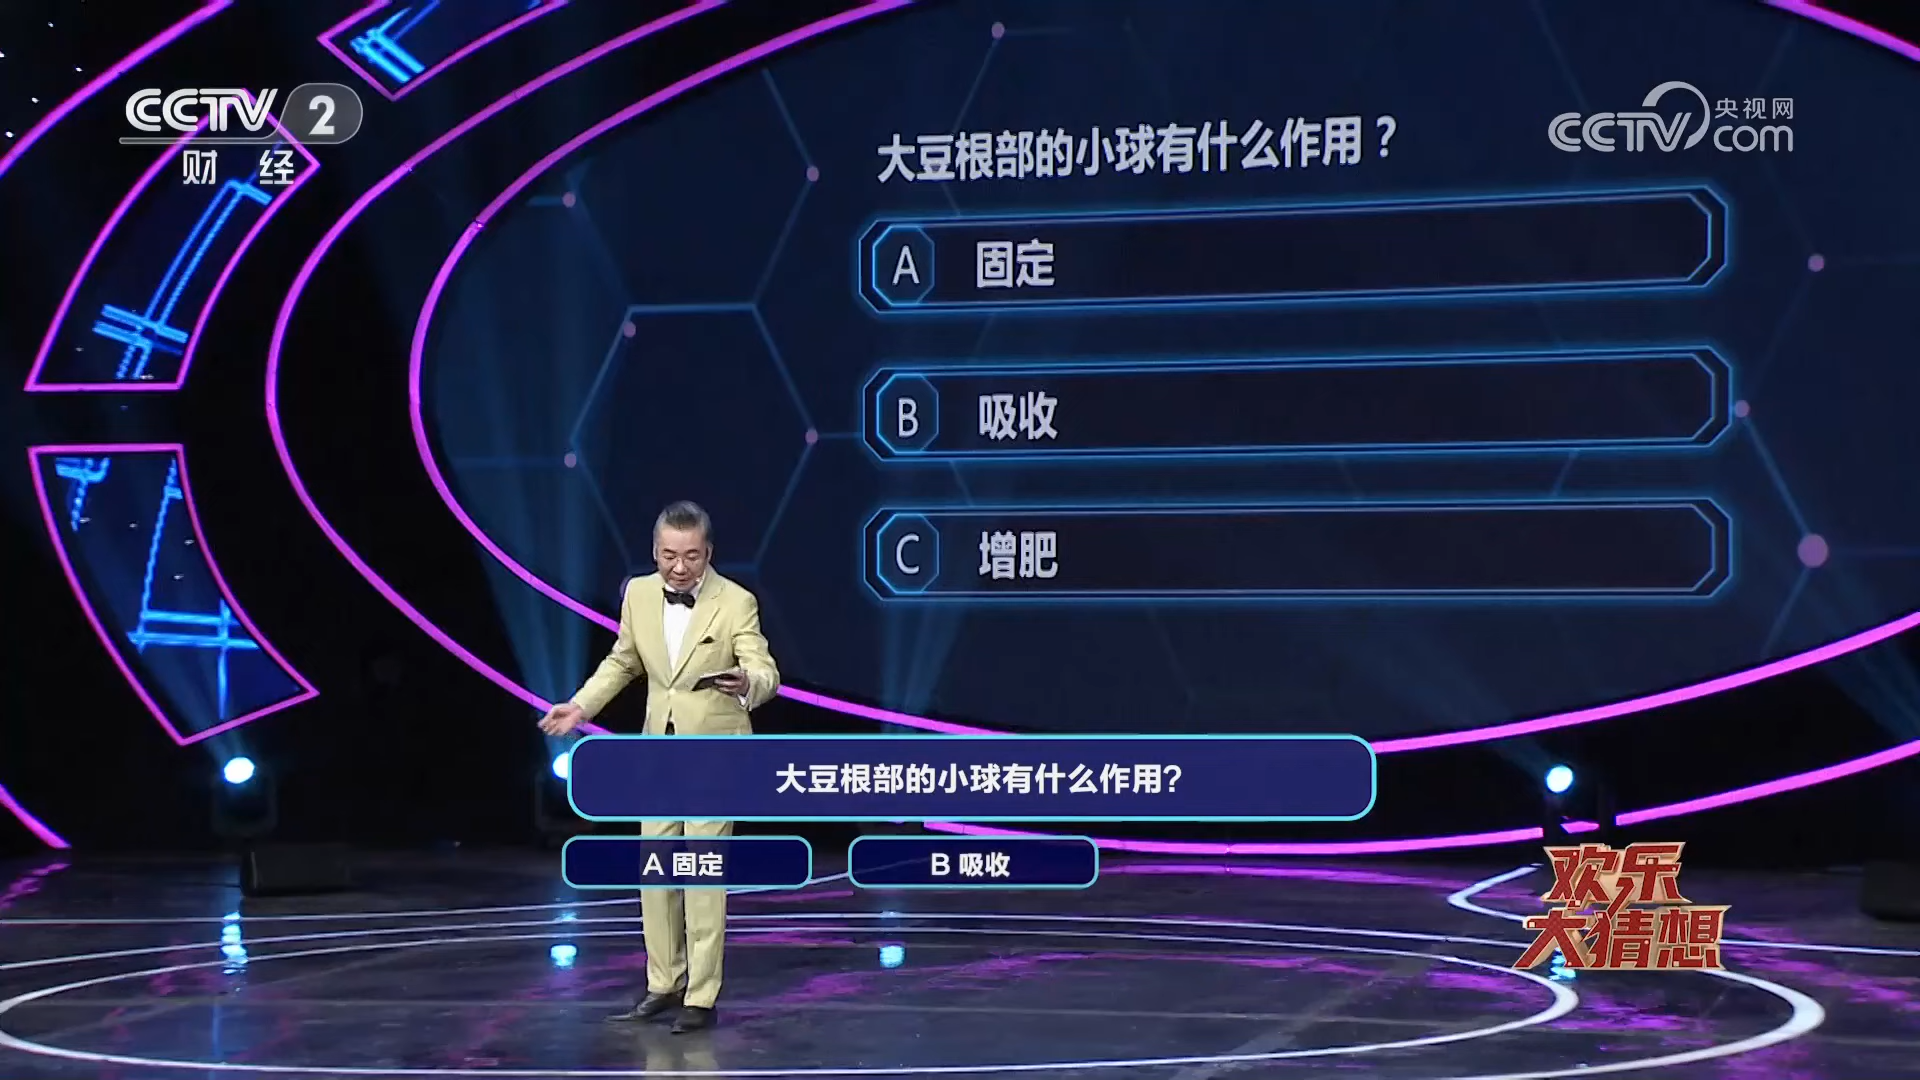 CCTV 2
财 经
央视网
CCTV.com
大豆根部的小球有什么作用？
A 固定
B 吸收
C 增肥
大豆根部的小球有什么作用?
A 固定
B 吸收
欢乐
大猜想